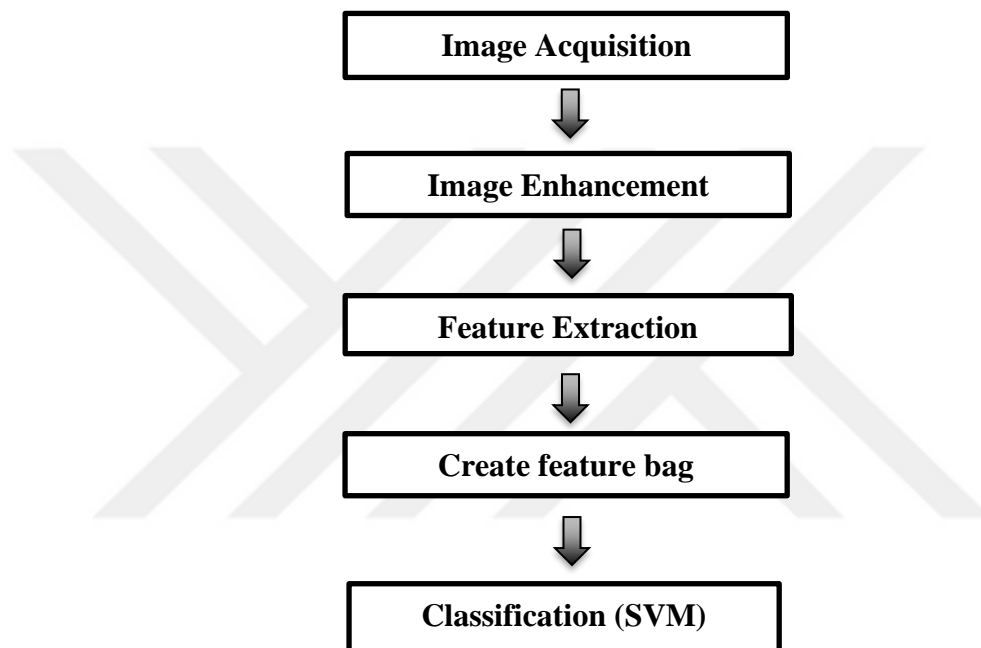 Image Acquisition
Image Enhancement
Feature Extraction
Create feature bag
Classification (SVM)